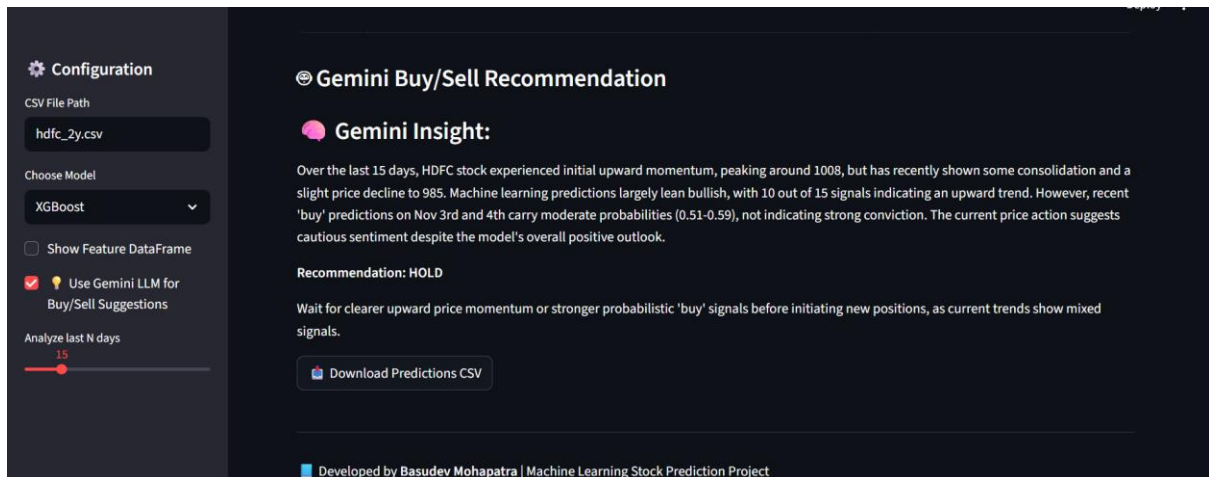 Deploy
Configuration
CSV File Path
hdfc_2y.csv
Choose Model
XGBoost
Show Feature DataFrame
Use Gemini LLM for
Buy/Sell Suggestions
Analyze last N days
15
Gemini Buy/Sell Recommendation
Gemini Insight:
Over the last 15 days, HDFC stock experienced initial upward momentum, peaking around 1008, but has recently shown some consolidation and a
slight price decline to 985. Machine learning predictions largely lean bullish, with 10 out of 15 signals indicating an upward trend. However, recent
'buy' predictions on Nov 3rd and 4th carry moderate probabilities (0.51-0.59), not indicating strong conviction. The current price action suggests
cautious sentiment despite the model's overall positive outlook.
Recommendation: HOLD
Wait for clearer upward price momentum or stronger probabilistic 'buy' signals before initiating new positions, as current trends show mixed
signals.
Download Predictions CSV
Developed by Basudev Mohapatra | Machine Learning Stock Prediction Project